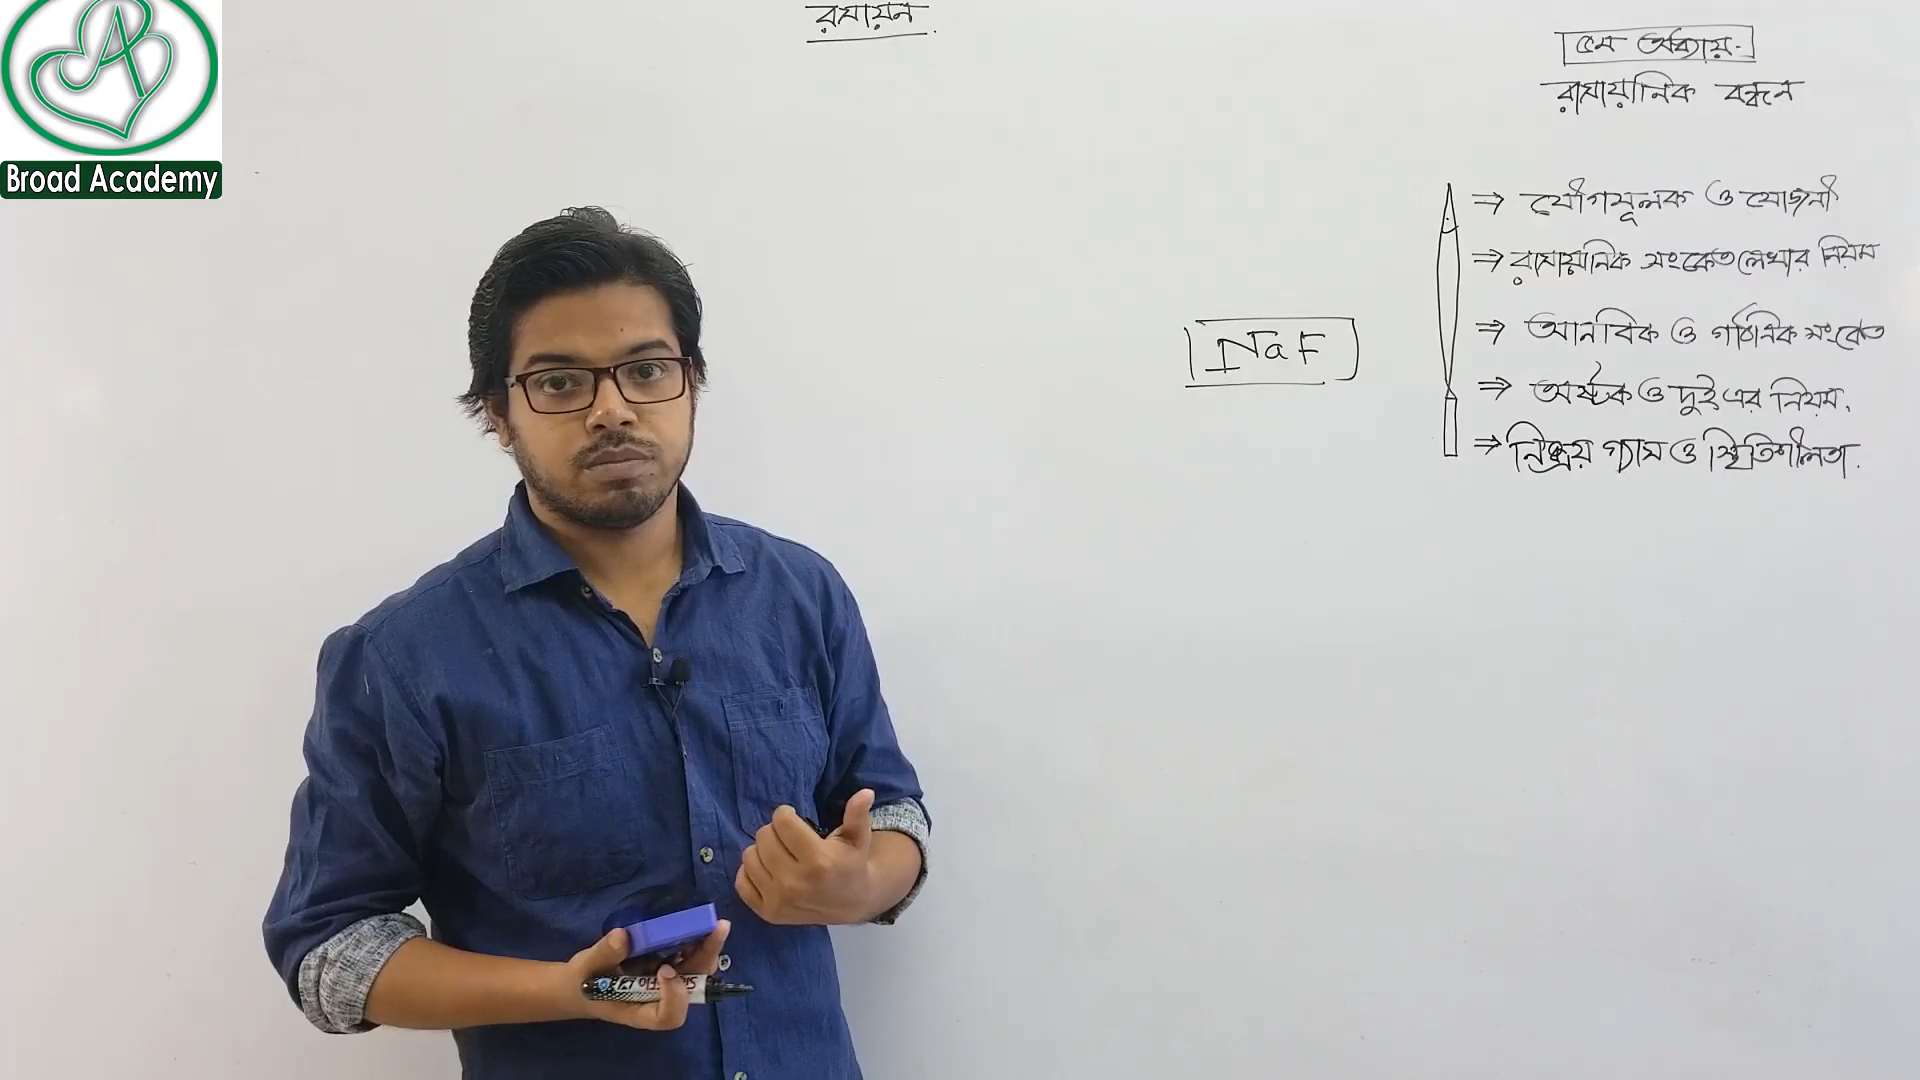 Broad Academy
রসায়ন
৫ম অধ্যায়
রাসায়নিক বন্ধন
⇒ যৌগমূলক ও যোজনী
⇒ রাসায়নিক সংকেত লেখার নিয়ম
⇒ আনবিক ও গাঠনিক সংকেত
⇒ অষ্টক ও দুই এর নিয়ম.
⇒ নিষ্ক্রিয় গ্যাস ও স্থিতিশীলতা.
NaF